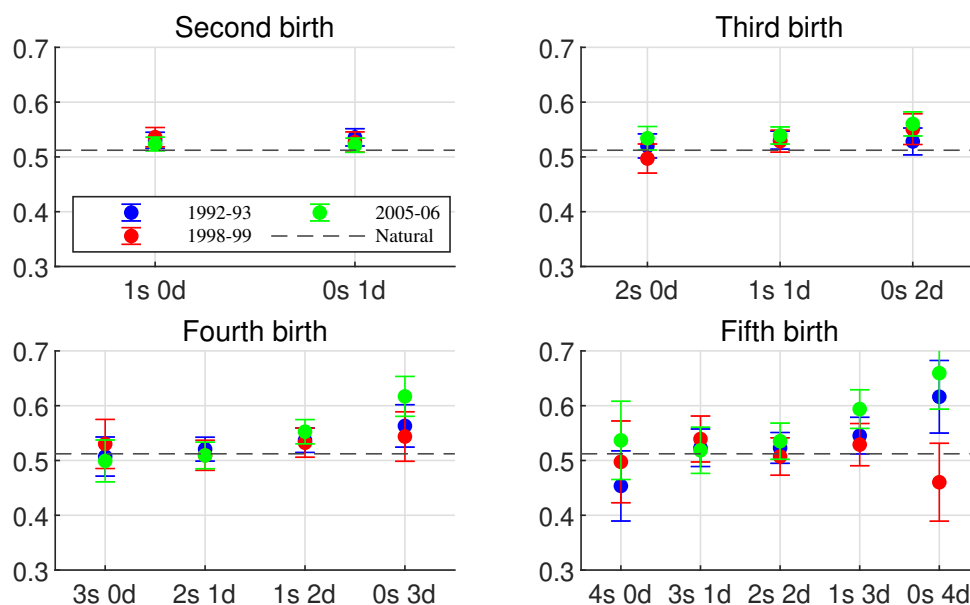 Second birth
0.7
0.6
0.5
0.4
0.3
1992-93
2005-06
1998-99
Natural
1s 0d
0s 1d
Third birth
0.7
0.6
0.5
0.4
0.3
2s 0d
1s 1d
0s 2d
Fourth birth
0.7
0.6
0.5
0.4
0.3
3s 0d
2s 1d
1s 2d
0s 3d
Fifth birth
0.7
0.6
0.5
0.4
0.3
4s 0d
3s 1d
2s 2d
1s 3d
0s 4d